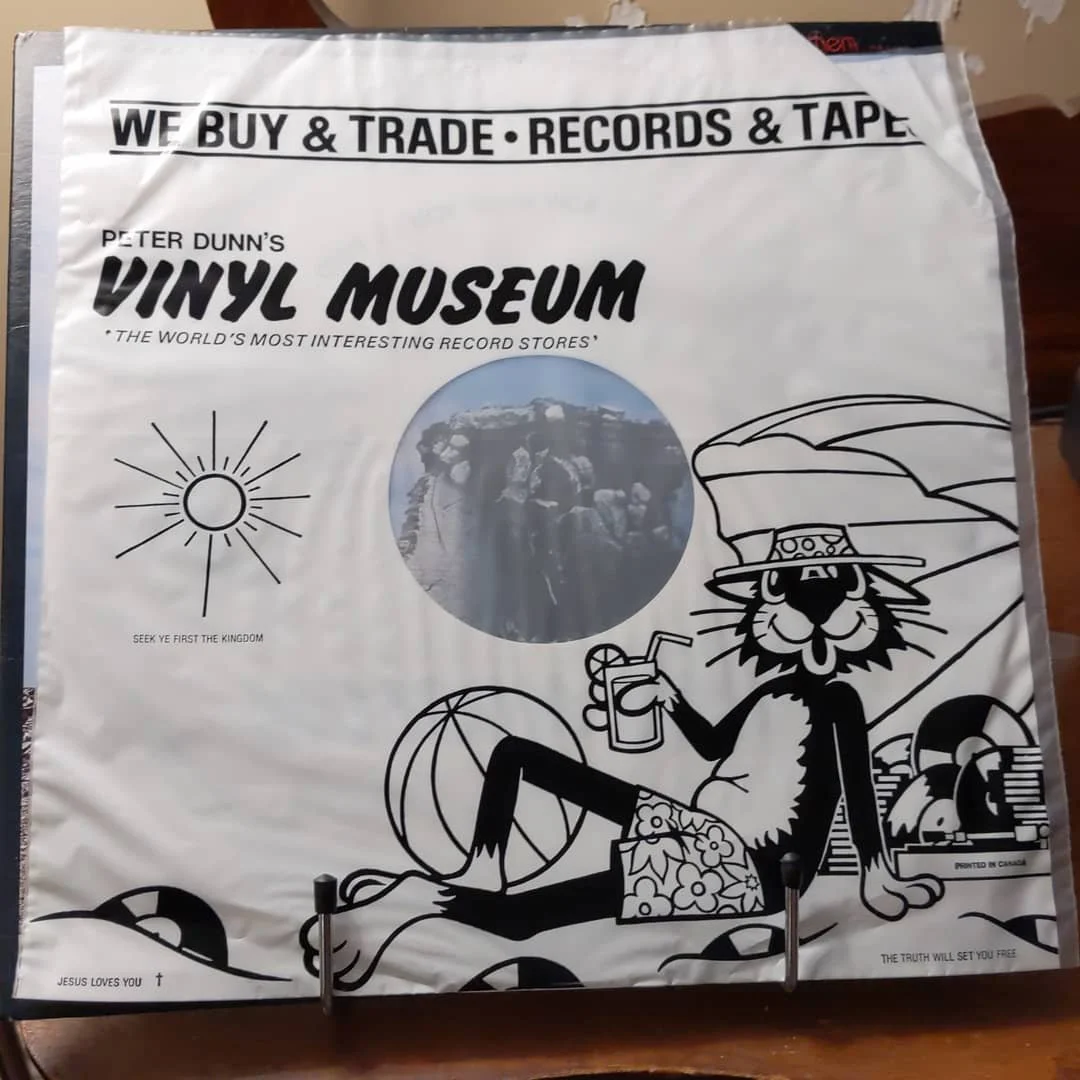 WE BUY & TRADE • RECORDS & TAPE
PETER DUNN'S
VINYL MUSEUM
"THE WORLD'S MOST INTERESTING RECORD STORES"
SEEK YE FIRST THE KINGDOM
PRINTED IN CANADA
THE TRUTH WILL SET YOU FREE
JESUS LOVES YOU ✝